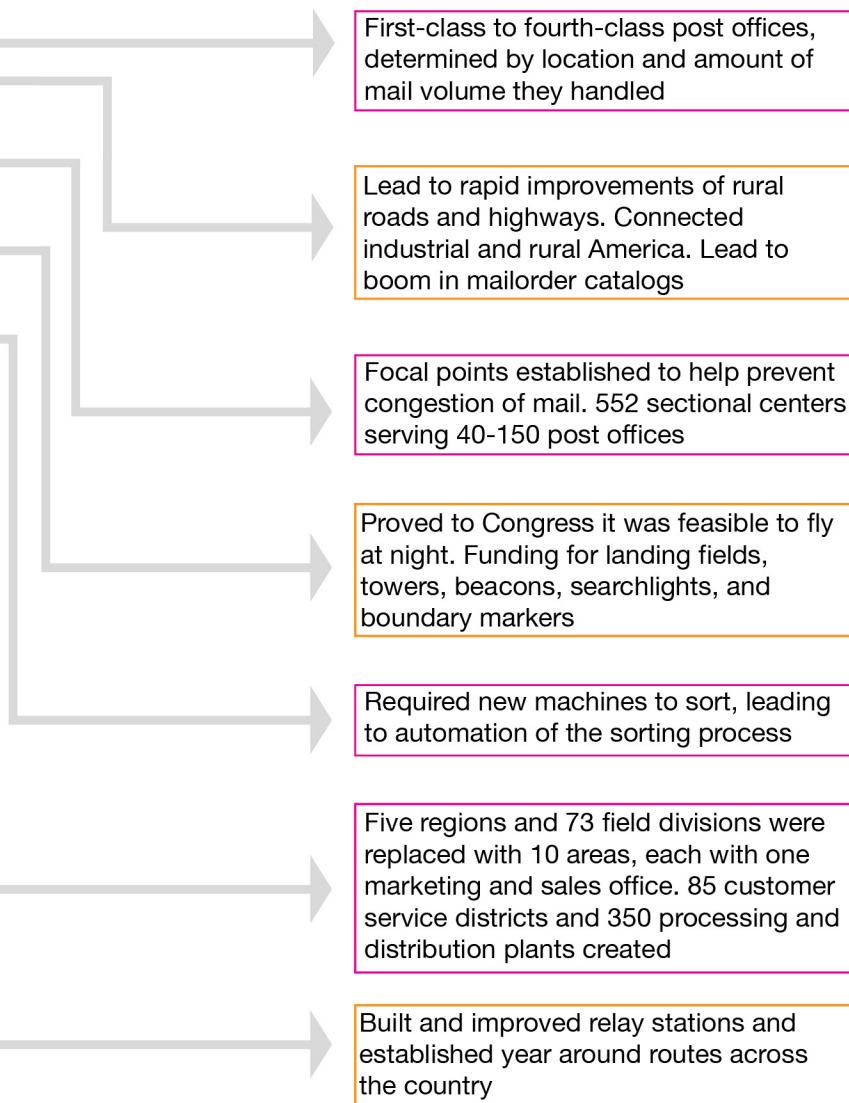 First-class to fourth-class post offices,
determined by location and amount of
mail volume they handled
Lead to rapid improvements of rural
roads and highways. Connected
industrial and rural America. Lead to
boom in mailorder catalogs
Focal points established to help prevent
congestion of mail. 552 sectional centers
serving 40-150 post offices
Proved to Congress it was feasible to fly
at night. Funding for landing fields,
towers, beacons, searchlights, and
boundary markers
Required new machines to sort, leading
to automation of the sorting process
Five regions and 73 field divisions were
replaced with 10 areas, each with one
marketing and sales office. 85 customer
service districts and 350 processing and
distribution plants created
Built and improved relay stations and
established year around routes across
the country